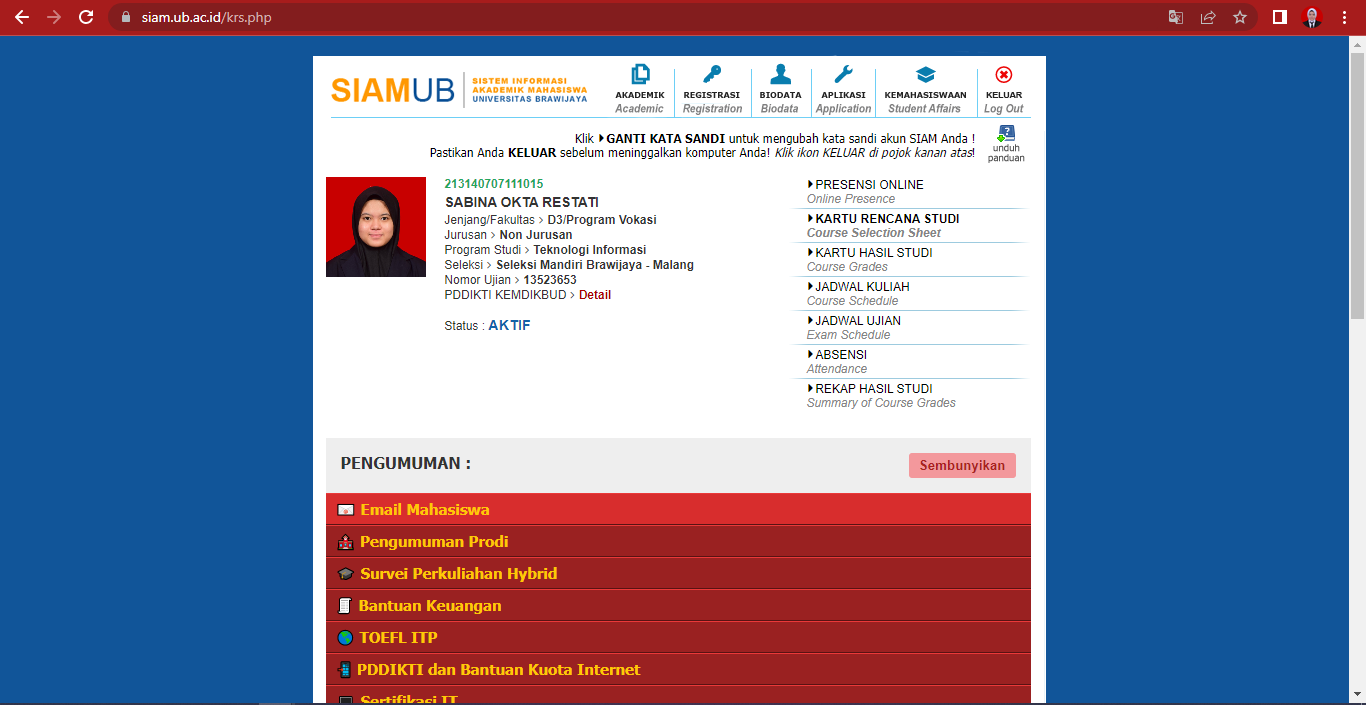 siam.ub.ac.id/krs.php
SIAMUB
SISTEM INFORMASI
AKADEMIK MAHASISWA
UNIVERSITAS BRAWIJAYA
AKADEMIK
Academic
REGISTRASI
Registration
BIODATA
Biodata
APLIKASI
Application
KEMAHASISWAAN
Student Affairs
KELUAR
Log Out
Klik GANTI KATA SANDI untuk mengubah kata sandi akun SIAM Anda !
Pastikan Anda KELUAR sebelum meninggalkan komputer Anda! Klik ikon KELUAR di pojok kanan atas!
unduh
panduan
213140707111015
SABINA OKTA RESTATI
Jenjang/Fakultas > D3/Program Vokasi
Jurusan > Non Jurusan
Program Studi > Teknologi Informasi
Seleksi > Seleksi Mandiri Brawijaya - Malang
Nomor Ujian > 13523653
PDDIKTI KEMDIKBUD > Detail
Status : AKTIF
PRESENSI ONLINE
Online Presence
KARTU RENCANA STUDI
Course Selection Sheet
KARTU HASIL STUDI
Course Grades
JADWAL KULIAH
Course Schedule
JADWAL UJIAN
Exam Schedule
ABSENSI
Attendance
REKAP HASIL STUDI
Summary of Course Grades
PENGUMUMAN :
Sembunyikan
Email Mahasiswa
Pengumuman Prodi
Survei Perkuliahan Hybrid
Bantuan Keuangan
TOEFL ITP
PDDIKTI dan Bantuan Kuota Internet
Sertifikasi IT